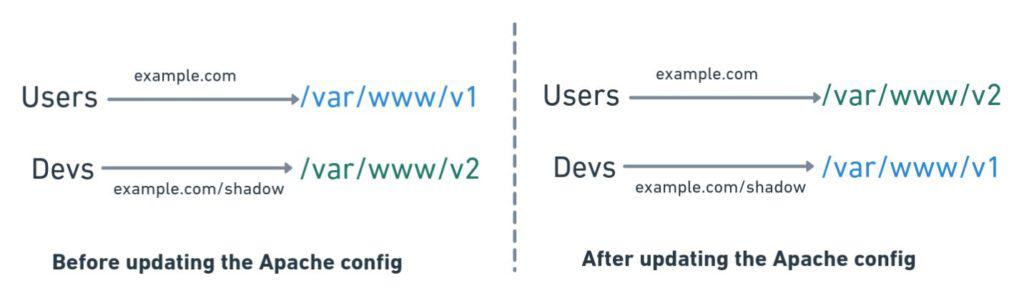 example.com
Users
/var/www/v1
Devs
/var/www/v2
example.com/shadow
Before updating the Apache config
example.com
Users
/var/www/v2
Devs
/var/www/v1
example.com/shadow
After updating the Apache config